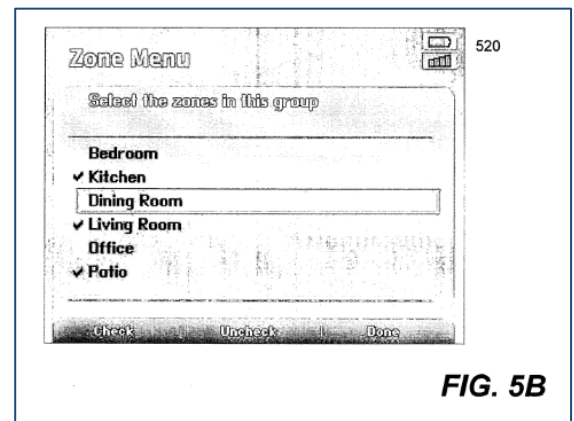 520
Zone Menu
Select the zones in this group
Bedroom
✔ Kitchen
Dining Room
✔ Living Room
Office
✔ Patio
Check Uncheck Done
FIG. 5B